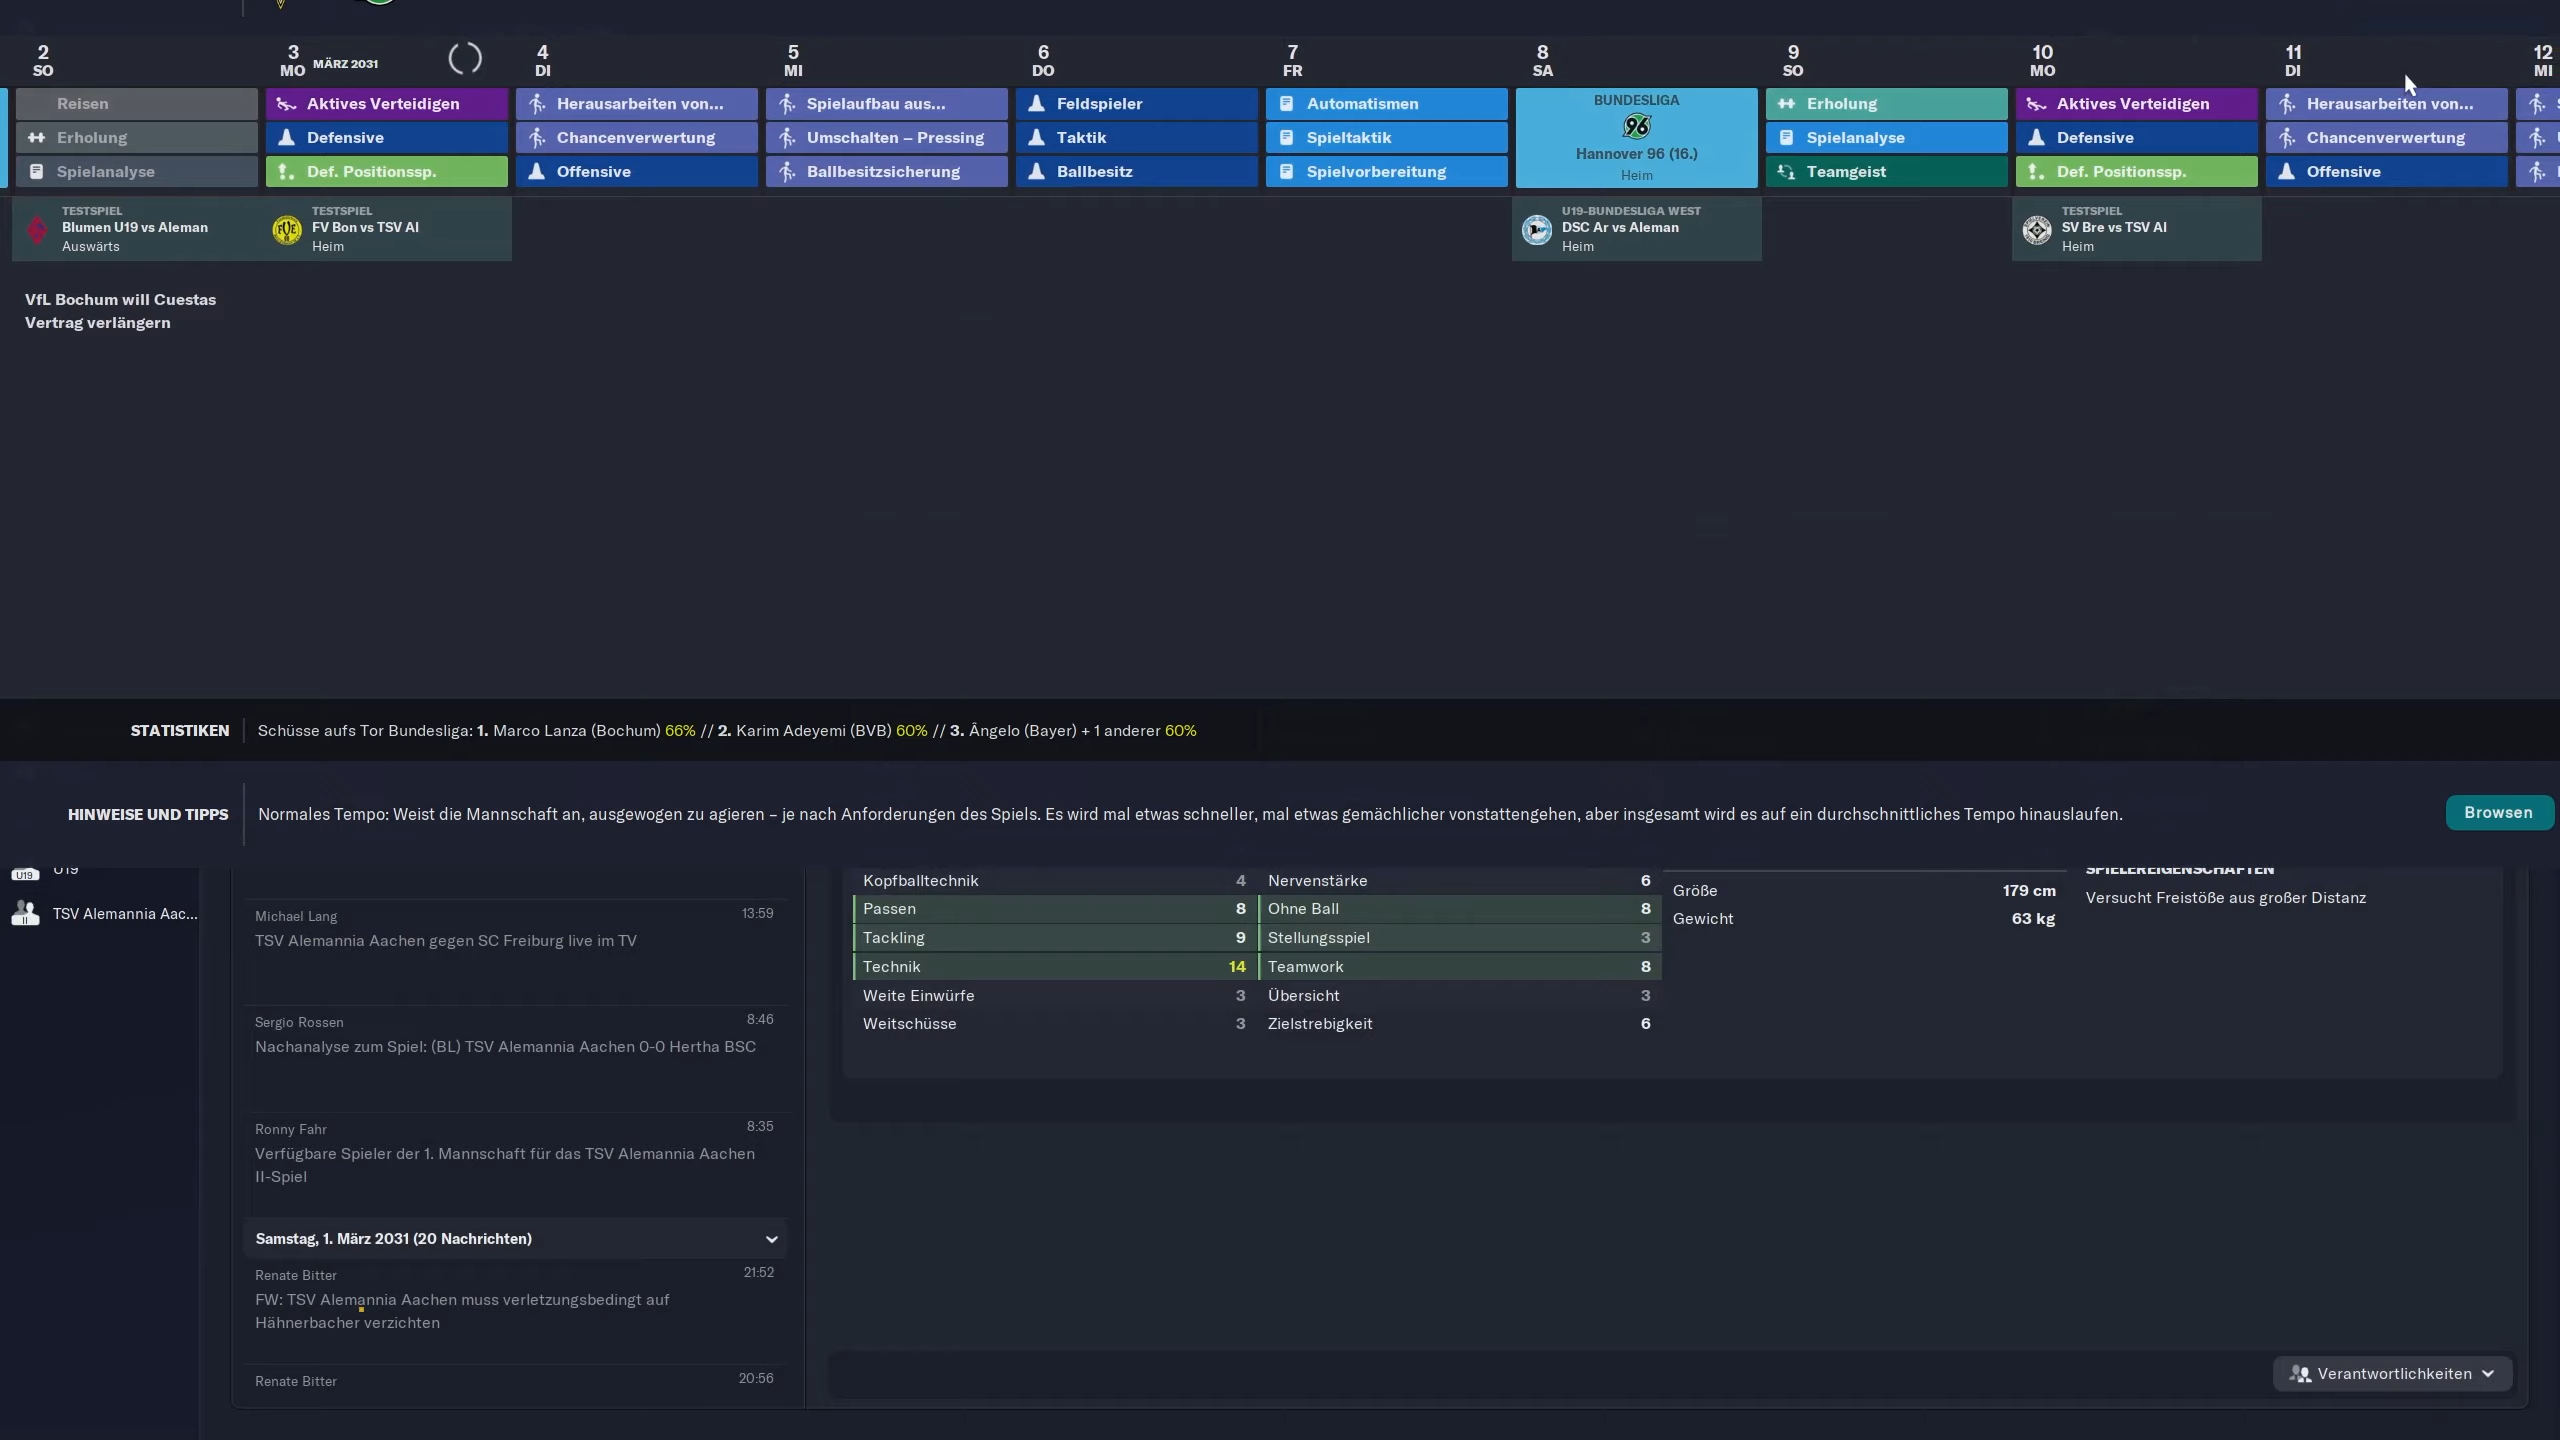 2
SO
3
MO MÄRZ 2031
4
DI
5
MI
6
DO
7
FR
8
SA
9
SO
10
MO
11
DI
12
MI
Reisen
Erholung
Spielanalyse
Aktives Verteidigen
Defensive
Def. Positionssp.
Herausarbeiten von...
Chancenverwertung
Offensive
Spielaufbau aus...
Umschalten – Pressing
Ballbesitzsicherung
Feldspieler
Taktik
Ballbesitz
Automatismen
Spieltaktik
Spielvorbereitung
BUNDESLIGA
96
Hannover 96 (16.)
Heim
Erholung
Spielanalyse
Teamgeist
Aktives Verteidigen
Defensive
Def. Positionssp.
Herausarbeiten von...
Chancenverwertung
Offensive
TESTSPIEL
Blumen U19 vs Aleman
Auswärts
TESTSPIEL
FV Bon vs TSV Al
Heim
U19-BUNDESLIGA WEST
DSC Ar vs Aleman
Heim
TESTSPIEL
SV Bre vs TSV Al
Heim
VfL Bochum will Cuestas
Vertrag verlängern
STATISTIKEN
Schüsse aufs Tor Bundesliga: 1. Marco Lanza (Bochum) 66% // 2. Karim Adeyemi (BVB) 60% // 3. Ângelo (Bayer) + 1 anderer 60%
HINWEISE UND TIPPS
Normales Tempo: Weist die Mannschaft an, ausgewogen zu agieren – je nach Anforderungen des Spiels. Es wird mal etwas schneller, mal etwas gemächlicher vonstattengehen, aber insgesamt wird es auf ein durchschnittliches Tempo hinauslaufen.
Browsen
U19 U19
II TSV Alemannia Aac...
Michael Lang 13:59
TSV Alemannia Aachen gegen SC Freiburg live im TV
Sergio Rossen 8:46
Nachanalyse zum Spiel: (BL) TSV Alemannia Aachen 0-0 Hertha BSC
Ronny Fahr 8:35
Verfügbare Spieler der 1. Mannschaft für das TSV Alemannia Aachen
II-Spiel
Samstag, 1. März 2031 (20 Nachrichten)
Renate Bitter 21:52
FW: TSV Alemannia Aachen muss verletzungsbedingt auf
Hähnerbacher verzichten
Renate Bitter 20:56
Kopfballtechnik 4
Passen 8
Tackling 9
Technik 14
Weite Einwürfe 3
Weitschüsse 3
Nervenstärke 6
Ohne Ball 8
Stellungsspiel 3
Teamwork 8
Übersicht 3
Zielstrebigkeit 6
Größe 179 cm
Gewicht 63 kg
SPIELEREIGENSCHAFTEN
Versucht Freistöße aus großer Distanz
Verantwortlichkeiten